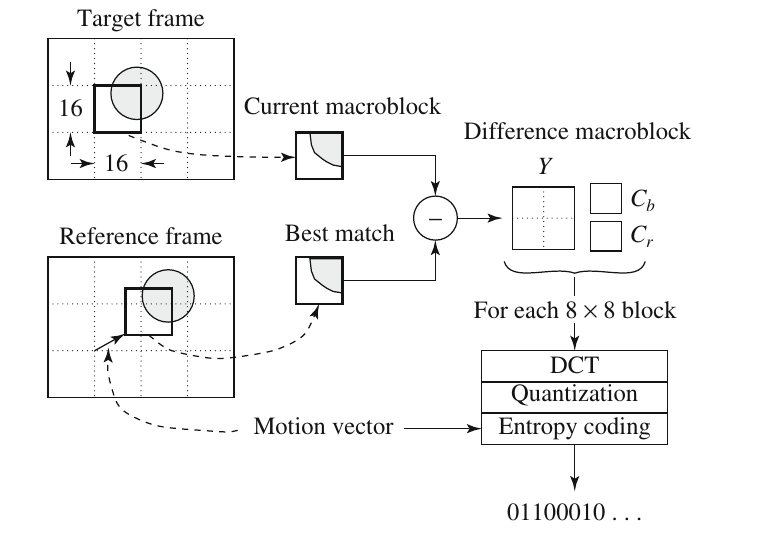 Target frame
16
16
Current macroblock
Difference macroblock
Y
C_b
C_r
–
Reference frame
Best match
For each 8 × 8 block
DCT
Quantization
Motion vector
Entropy coding
01100010 . . .